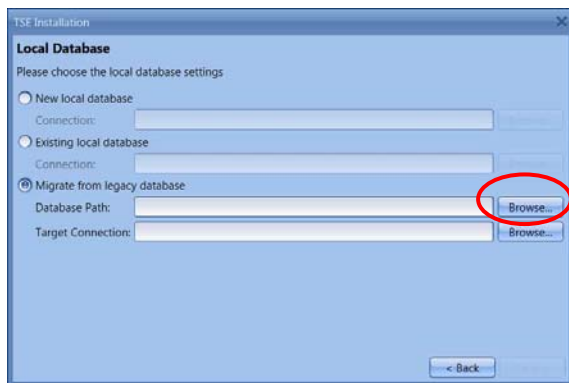 TSE Installation
Local Database
Please choose the local database settings
New local database
Connection:
Existing local database
Connection:
Migrate from legacy database
Database Path: Browse...
Target Connection: Browse...
< Back